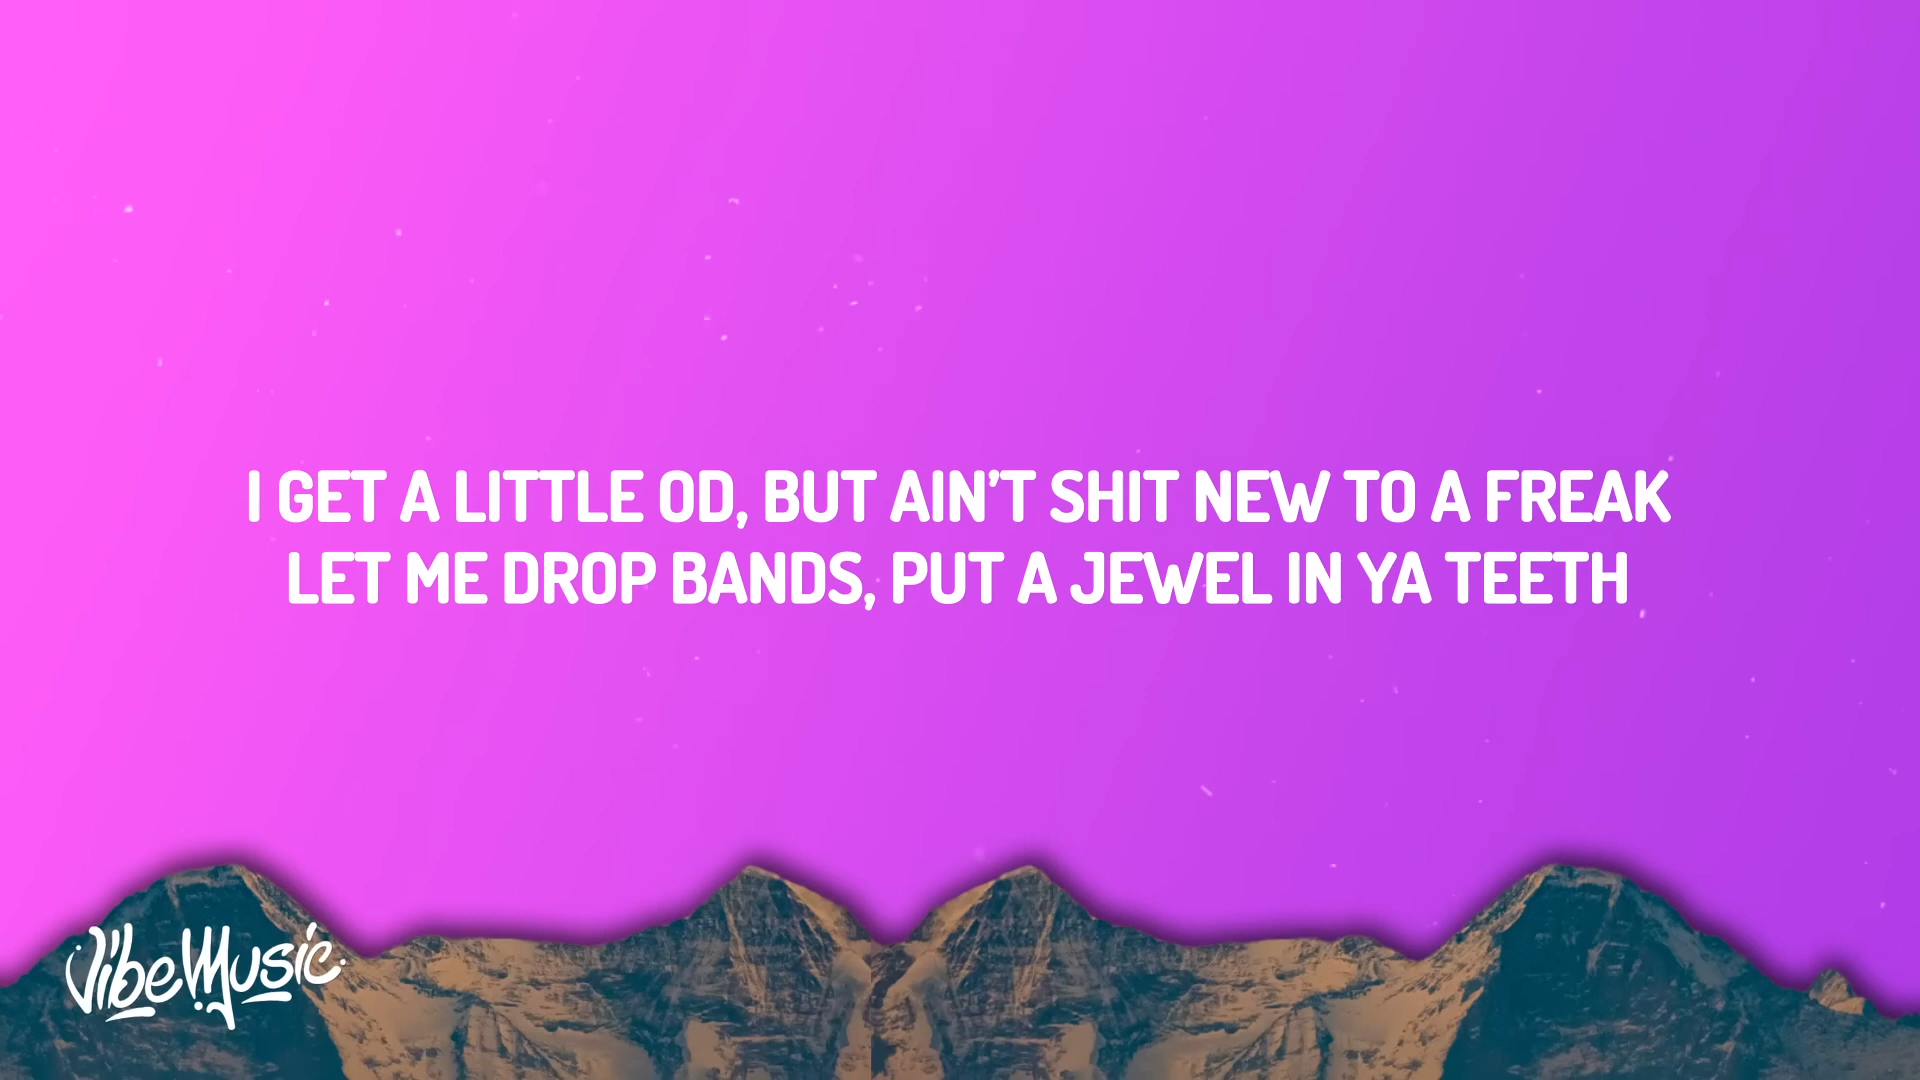 I GET A LITTLE OD, BUT AIN'T SHIT NEW TO A FREAK
LET ME DROP BANDS, PUT A JEWEL IN YA TEETH
Vibe Music